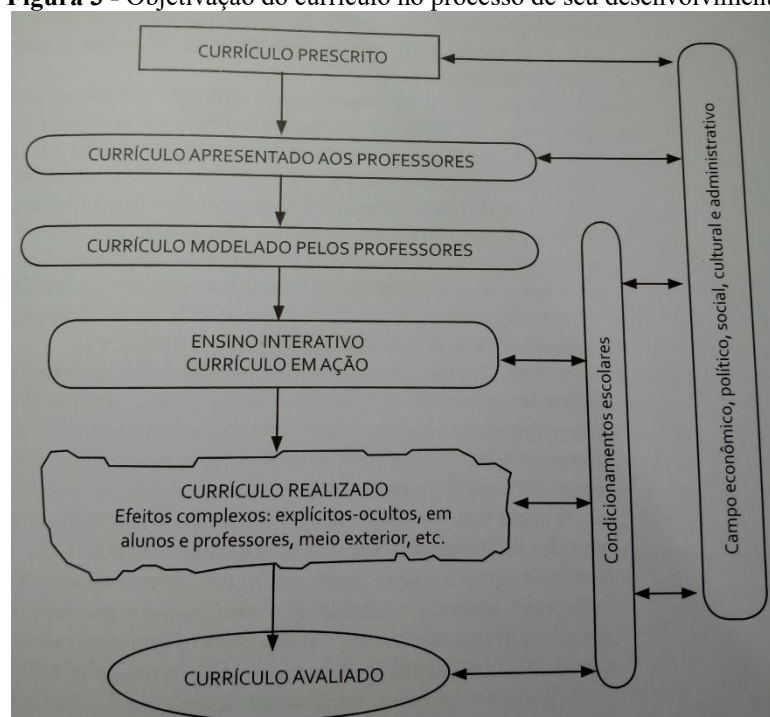 Figura 3 - Objetivação do currículo no processo de seu desenvolviment
CURRÍCULO PRESCRITO
CURRÍCULO APRESENTADO AOS PROFESSORES
CURRÍCULO MODELADO PELOS PROFESSORES
ENSINO INTERATIVO
CURRÍCULO EM AÇÃO
CURRÍCULO REALIZADO
Efeitos complexos: explícitos-ocultos, em
alunos e professores, meio exterior, etc.
CURRÍCULO AVALIADO
Condicionamentos escolares
Campo econômico, político, social, cultural e administrativo